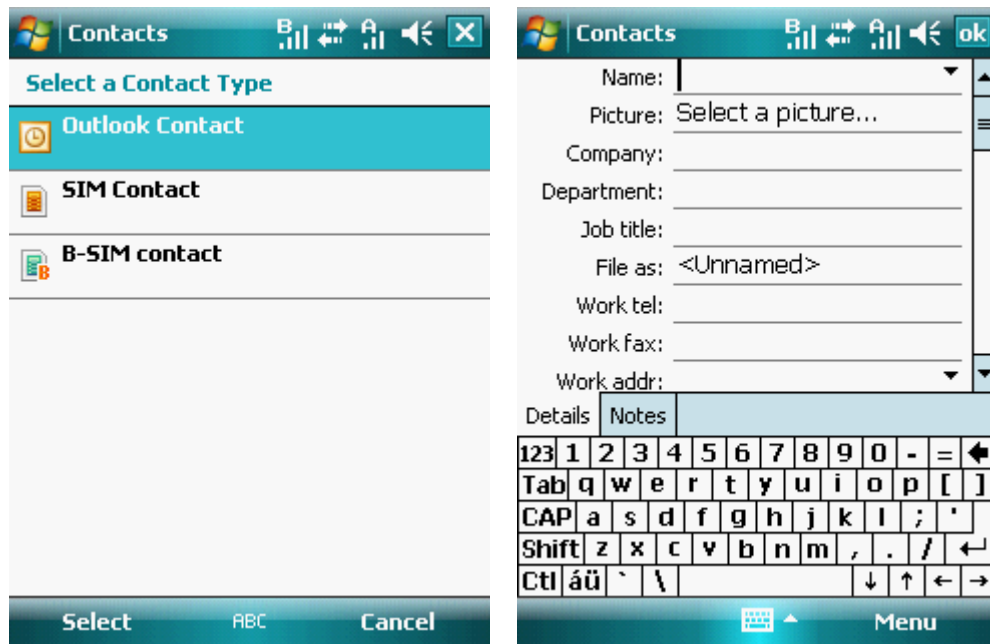 Contacts
Select a Contact Type
Outlook Contact
SIM Contact
B-SIM contact
Select ABC Cancel
Contacts ok
Name:
Picture: Select a picture...
Company:
Department:
Job title:
File as: <Unnamed>
Work tel:
Work fax:
Work addr:
Details Notes
123 1 2 3 4 5 6 7 8 9 0 - =
Tab q w e r t y u i o p [ ]
CAP a s d f g h j k l ; '
Shift z x c v b n m , . /
Ctl áü ` \
Menu